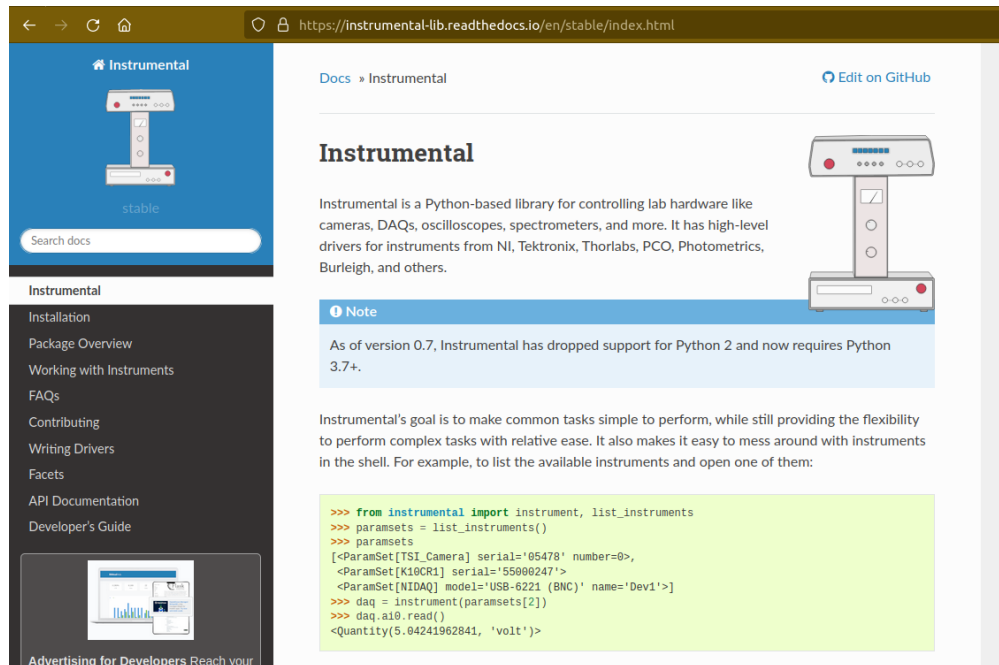 https://instrumental-lib.readthedocs.io/en/stable/index.html
Instrumental
stable
Search docs
Instrumental
Installation
Package Overview
Working with Instruments
FAQs
Contributing
Writing Drivers
Facets
API Documentation
Developer's Guide
Advertising for Developers Reach your
Docs » Instrumental
Edit on GitHub
Instrumental
Instrumental is a Python-based library for controlling lab hardware like
cameras, DAQs, oscilloscopes, spectrometers, and more. It has high-level
drivers for instruments from NI, Tektronix, Thorlabs, PCO, Photometrics,
Burleigh, and others.
Note
As of version 0.7, Instrumental has dropped support for Python 2 and now requires Python
3.7+.
Instrumental's goal is to make common tasks simple to perform, while still providing the flexibility
to perform complex tasks with relative ease. It also makes it easy to mess around with instruments
in the shell. For example, to list the available instruments and open one of them:
>>> from instrumental import instrument, list_instruments
>>> paramsets = list_instruments()
>>> paramsets
[<ParamSet[TSI_Camera] serial='05478' number=0>,
 <ParamSet[K10CR1] serial='55000247'>
 <ParamSet[NIDAQ] model='USB-6221 (BNC)' name='Dev1'>]
>>> daq = instrument(paramsets[2])
>>> daq.ai0.read()
<Quantity(5.04241962841, 'volt')>